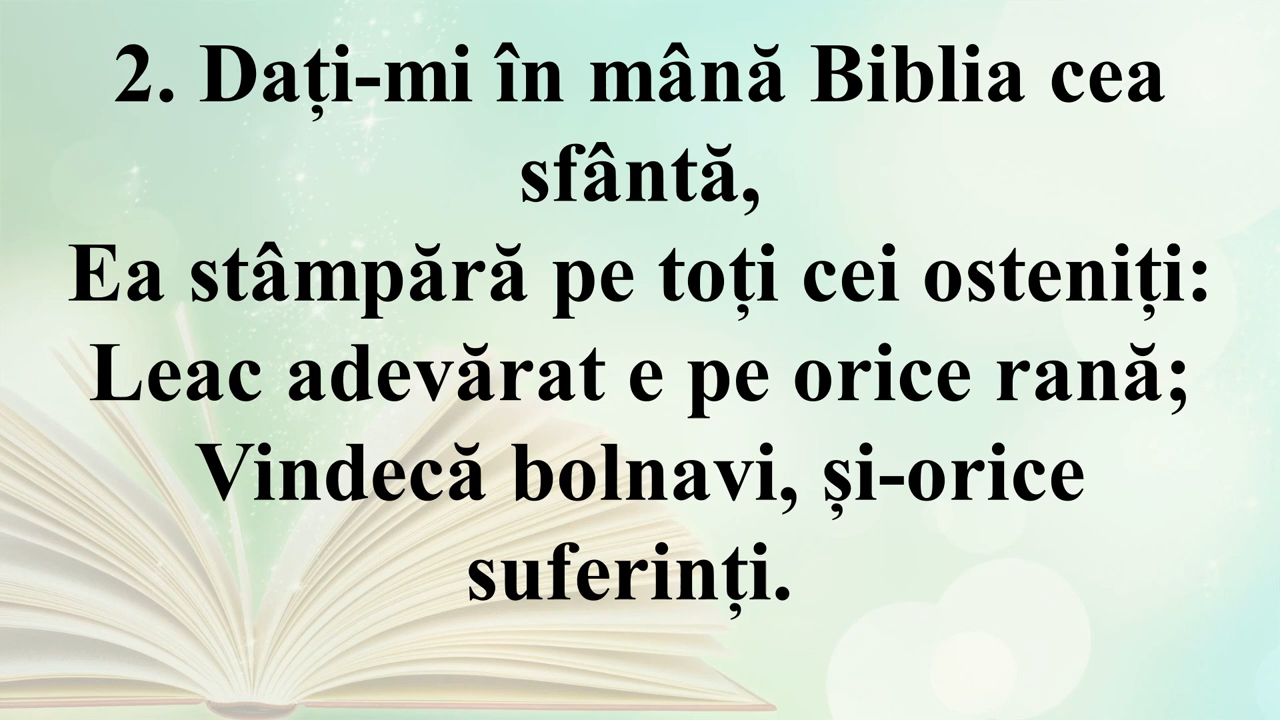 2. Dați-mi în mână Biblia cea
sfântă,
Ea stâmpără pe toți cei osteniți:
Leac adevărat e pe orice rană;
Vindecă bolnavi, și-orice
suferinți.